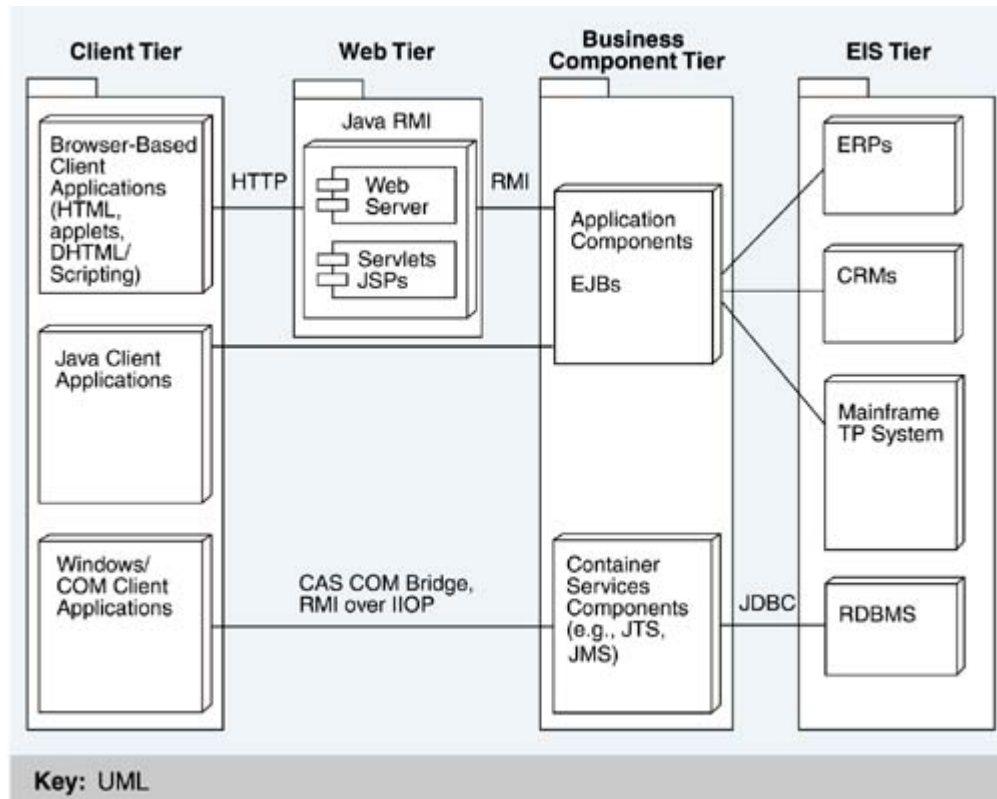 Client Tier
Web Tier
Business
Component Tier
EIS Tier
Browser-Based
Client
Applications
(HTML,
applets,
DHTML/
Scripting)
HTTP
Java RMI
Web
Server
Servlets
JSPs
RMI
Application
Components
EJBs
ERPs
CRMs
Java Client
Applications
Mainframe
TP System
Windows/
COM Client
Applications
CAS COM Bridge,
RMI over IIOP
Container
Services
Components
(e.g., JTS,
JMS)
JDBC
RDBMS
Key: UML